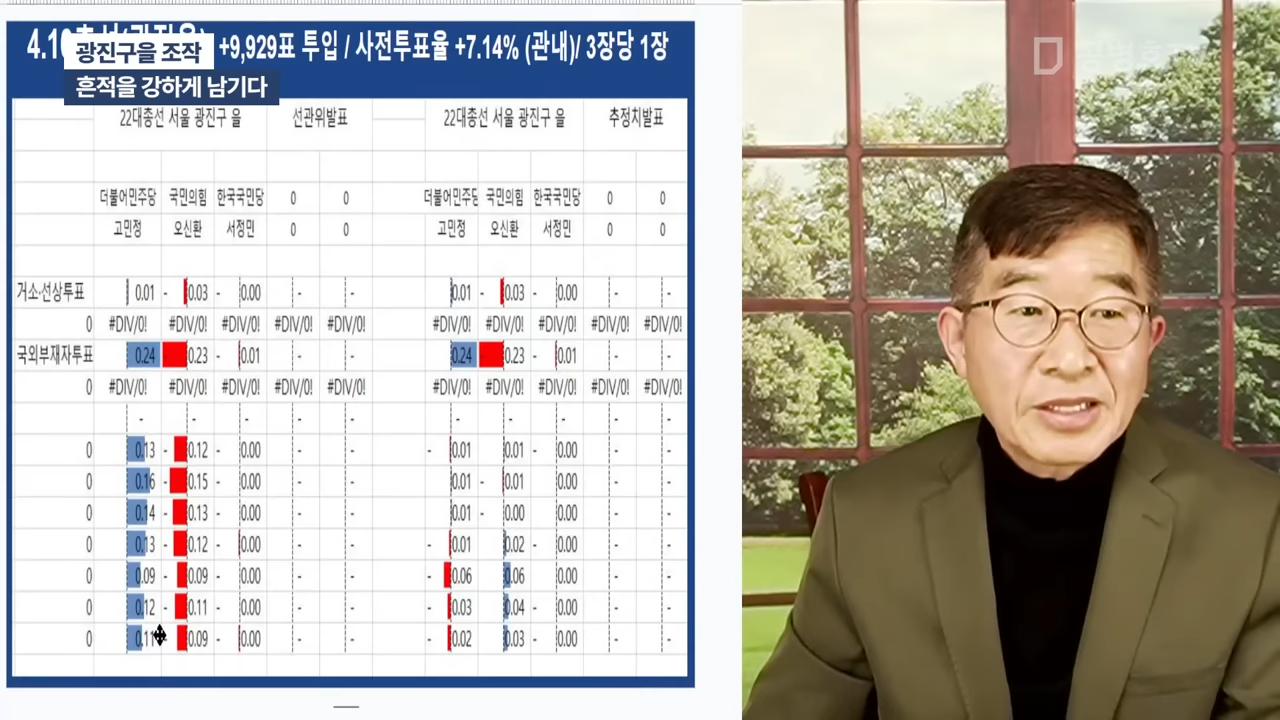 4.10총선(광진을) +9,929표 투입 / 사전투표율 +7.14% (관내)/ 3장당 1장
광진구을 조작
흔적을 강하게 남기다
22대총선 서울 광진구 을 선관위발표 22대총선 서울 광진구 을 추정치발표
더불어민주당 국민의힘 한국국민당 0 0 더불어민주당 국민의힘 한국국민당 0 0
고민정 오신환 서정민 0 0 고민정 오신환 서정민 0 0
거소·선상투표 0.01 - 0.03 - 0.00 - - 0.01 - 0.03 - 0.00 - -
0 #DIV/0! #DIV/0! #DIV/0! #DIV/0! #DIV/0! #DIV/0! #DIV/0! #DIV/0! #DIV/0! #DIV/0!
국외부재자투표 0.24 - 0.23 - 0.01 - - 0.24 - 0.23 - 0.01 - -
0 #DIV/0! #DIV/0! #DIV/0! #DIV/0! #DIV/0! #DIV/0! #DIV/0! #DIV/0! #DIV/0! #DIV/0!
- - - - - - - - - -
0 0.13 - 0.12 - 0.00 - - - 0.01 0.01 - 0.00 - -
0 0.16 - 0.15 - 0.00 - - 0.01 - 0.01 - 0.00 - -
0 0.14 - 0.13 - 0.00 - - 0.01 - 0.00 - 0.00 - -
0 0.13 - 0.12 - 0.00 - - - 0.01 0.02 - 0.00 - -
0 0.09 - 0.09 - 0.00 - - - 0.06 0.06 - 0.00 - -
0 0.12 - 0.11 - 0.00 - - - 0.03 0.04 - 0.00 - -
0 0.11 - 0.09 - 0.00 - - - 0.02 0.03 - 0.00 - -